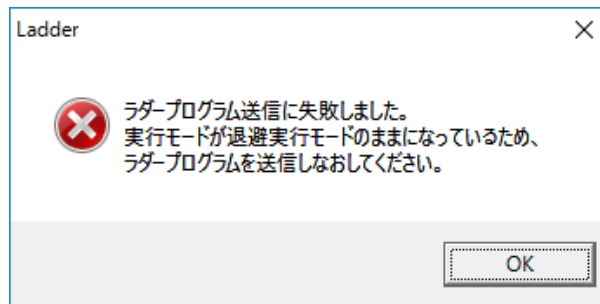 Ladder
ラダープログラム送信に失敗しました。
実行モードが退避実行モードのままになっているため、
ラダープログラムを送信しなおしてください。
OK